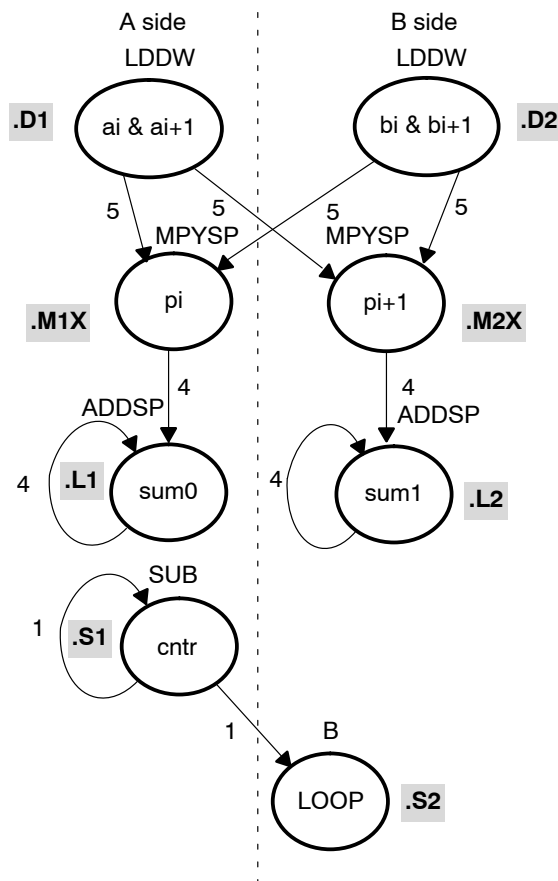 A side
B side
LDDW
LDDW
.D1
ai & ai+1
bi & bi+1
.D2
5
5
5
5
MPYSP
MPYSP
pi
pi+1
.M1X
.M2X
4
4
ADDSP
ADDSP
4
.L1
sum0
4
sum1
.L2
SUB
1
.S1
cntr
1
B
LOOP
.S2